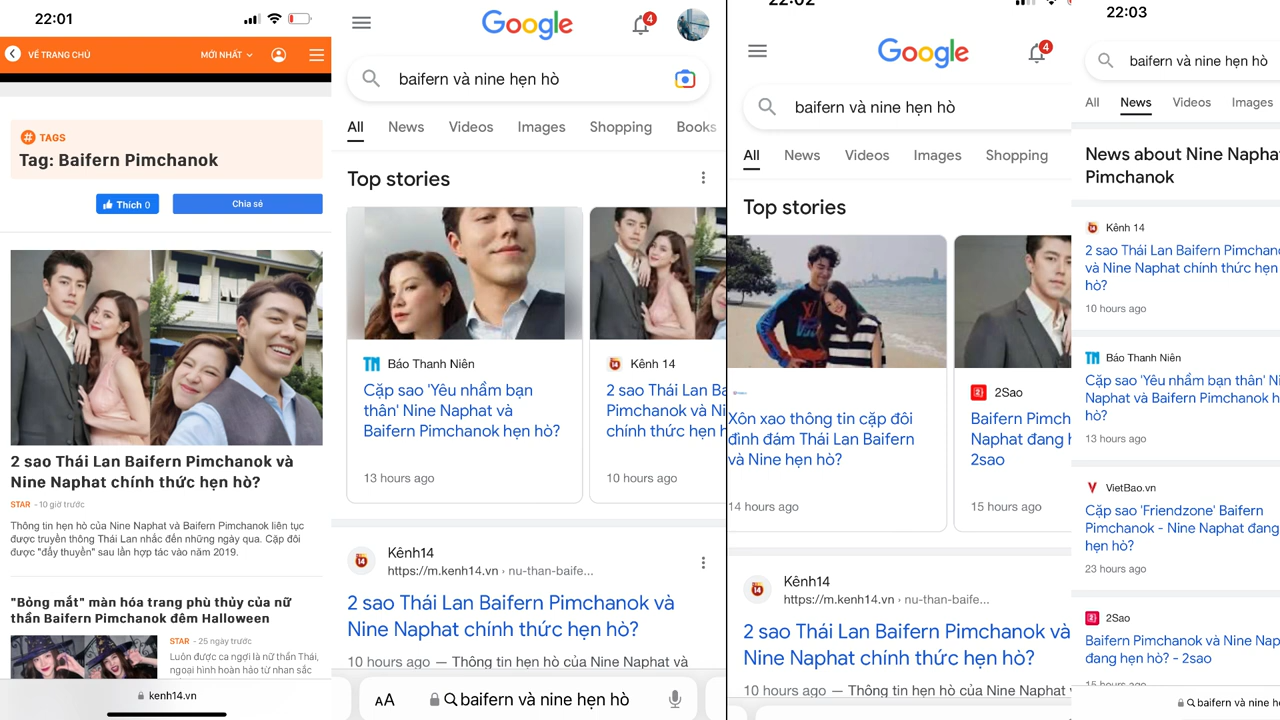 22:01
VỀ TRANG CHỦ
MỚI NHẤT
# TAGS
Tag: Baifern Pimchanok
Thích 0
Chia sẻ
2 sao Thái Lan Baifern Pimchanok và
Nine Naphat chính thức hẹn hò?
STAR - 10 giờ trước
Thông tin hẹn hò của Nine Naphat và Baifern Pimchanok liên tục
được truyền thông Thái Lan nhắc đến những ngày qua. Cặp đôi
được "đẩy thuyền" sau lần hợp tác vào năm 2019.
"Bỏng mắt" màn hóa trang phù thủy của nữ
thần Baifern Pimchanok đêm Halloween
STAR - 25 ngày trước
Luôn được ca ngợi là nữ thần Thái,
ngoại hình hoàn hảo từ nhan sắc
kenh14.vn
Google
4
baifern và nine hẹn hò
All
News
Videos
Images
Shopping
Books
Top stories
Báo Thanh Niên
Cặp sao 'Yêu nhầm bạn
thân' Nine Naphat và
Baifern Pimchanok hẹn hò?
13 hours ago
Kênh 14
2 sao Thái Lan Ba
Pimchanok và Ni
chính thức hẹn h
10 hours ago
Kênh14
https://m.kenh14.vn › nu-than-baife...
2 sao Thái Lan Baifern Pimchanok và
Nine Naphat chính thức hẹn hò?
10 hours ago — Thông tin hẹn hò của Nine Naphat và
AA
baifern và nine hẹn hò
22:02
Google
4
baifern và nine hẹn hò
All
News
Videos
Images
Shopping
Top stories
Xôn xao thông tin cặp đôi
đình đám Thái Lan Baifern
và Nine hẹn hò?
14 hours ago
2Sao
Baifern Pimch
Naphat đang h
2sao
15 hours ago
Kênh14
https://m.kenh14.vn › nu-than-baife...
2 sao Thái Lan Baifern Pimchanok và
Nine Naphat chính thức hẹn hò?
10 hours ago — Thông tin hẹn hò của Nine Naphat v
22:03
baifern và nine hẹn hò
All
News
Videos
Images
News about Nine Napha
Pimchanok
Kênh 14
2 sao Thái Lan Baifern Pimchanok
và Nine Naphat chính thức hẹn
hò?
10 hours ago
Báo Thanh Niên
Cặp sao 'Yêu nhầm bạn thân' Ni
Naphat và Baifern Pimchanok h
hò?
13 hours ago
VietBao.vn
Cặp sao 'Friendzone' Baifern
Pimchanok - Nine Naphat đang
hẹn hò?
23 hours ago
2Sao
Baifern Pimchanok và Nine Nap
đang hẹn hò? - 2sao
15 hours ago
baifern và nine hẹ